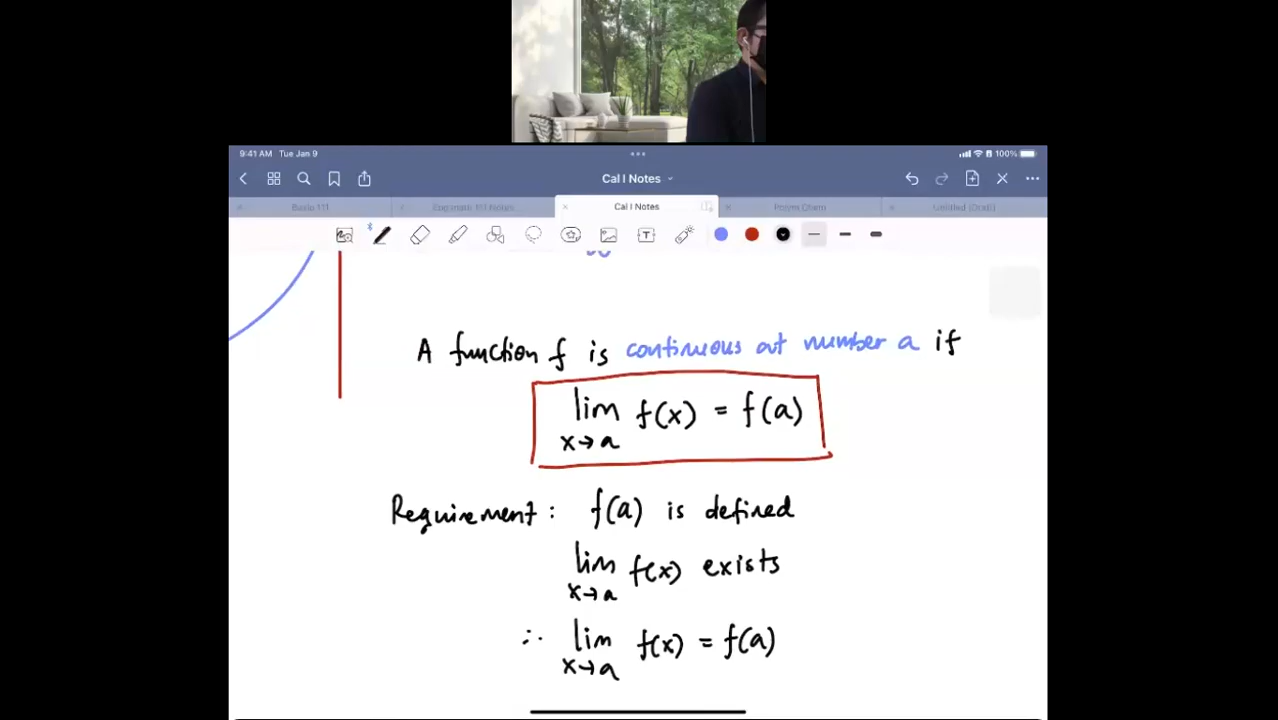 9:41 AM Tue Jan 9
100%
Cal I Notes
Cal I Notes
A function f is continuous at number a if
lim f(x) = f(a)
x→a
Requirement: f(a) is defined
lim f(x) exists
x→a
∴ lim f(x) = f(a)
x→a